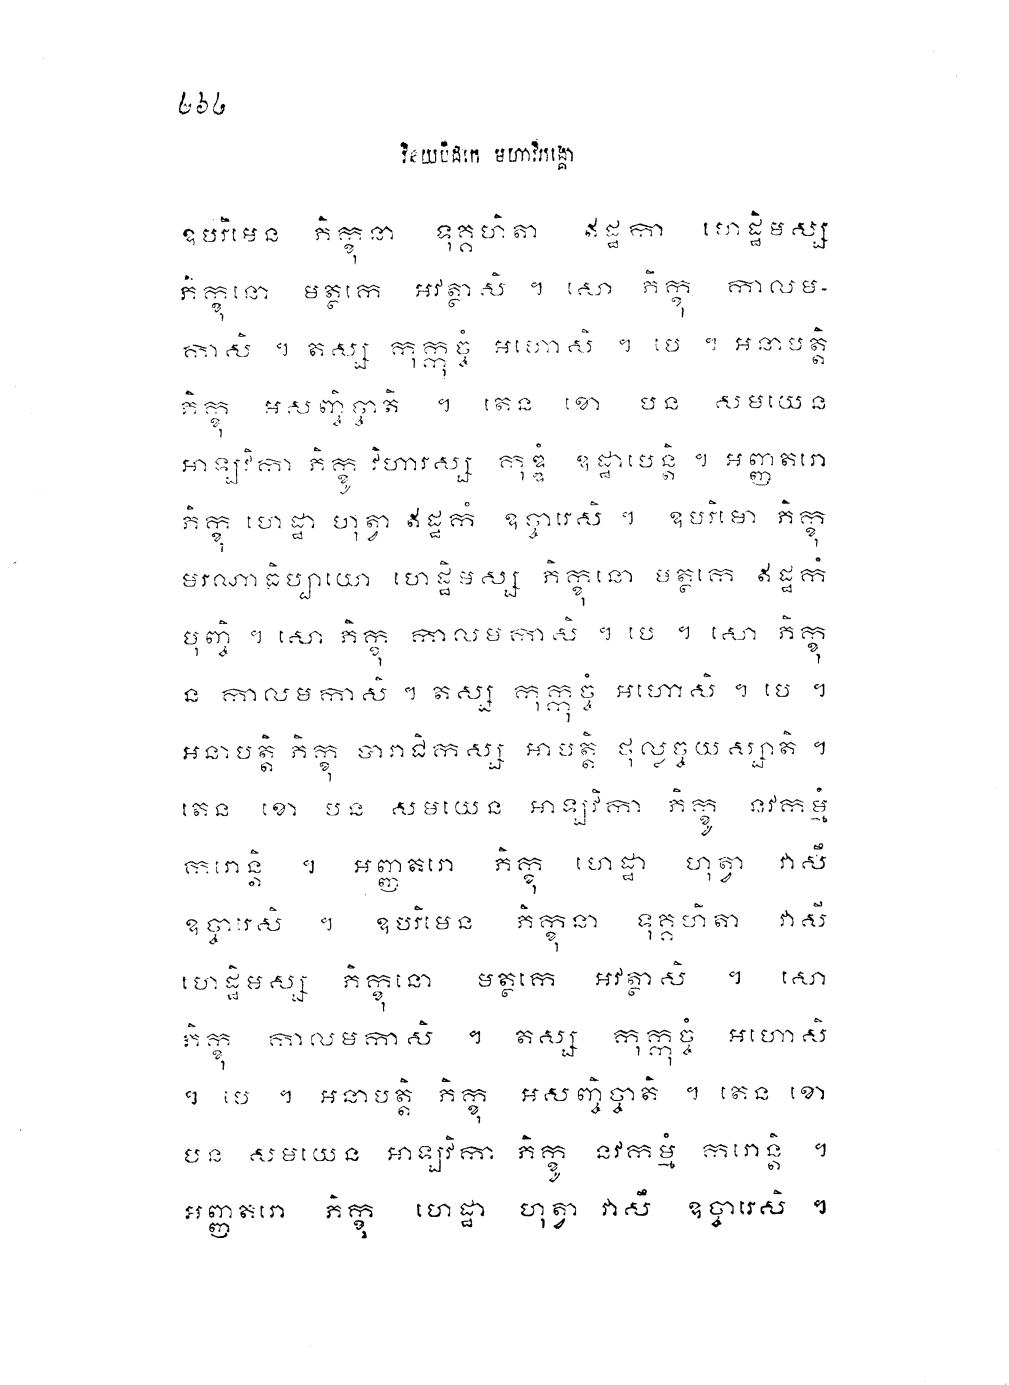 ៤៦៤
វិនយបិដកេ មហាវិភង្គោ
ឧបរិមេន ភិក្ខុនា ទុគ្គហិតា ឥដ្ឋកា ហេដ្ឋិមស្ស
ភិក្ខុនោ មត្ថកេ អវត្ថាសិ ។ សោ ភិក្ខុ កាលម-
កាសិ ។ តស្ស កុក្កុច្ចំ អហោសិ ។ បេ ។ អនាបត្តិ
ភិក្ខុ អសញ្ចិច្ចាតិ ។ តេន ខោ បន សមយេន
អាឡវិកា ភិក្ខូ វិហារស្ស កុឌ្ឌំ ឧដ្ឋាបេន្តិ ។ អញ្ញតរោ
ភិក្ខុ ហេដ្ឋា ហុត្វា ឥដ្ឋកំ ឧច្ចារេសិ ។ ឧបរិមោ ភិក្ខុ
មរណាធិប្បាយោ ហេដ្ឋិមស្ស ភិក្ខុនោ មត្ថកេ ឥដ្ឋកំ
បុញ្ចិ ។ សោ ភិក្ខុ កាលមកាសិ ។ បេ ។ សោ ភិក្ខុ
ន កាលមកាសិ ។ តស្ស កុក្កុច្ចំ អហោសិ ។ បេ ។
អនាបត្តិ ភិក្ខុ បារាជិកស្ស អាបត្តិ ថុល្លច្ចយស្សាតិ ។
តេន ខោ បន សមយេន អាឡវិកា ភិក្ខូ នវកម្មំ
ករោន្តិ ។ អញ្ញតរោ ភិក្ខុ ហេដ្ឋា ហុត្វា វាសឹ
ឧច្ចារេសិ ។ ឧបរិមេន ភិក្ខុនា ទុគ្គហិតា វាសី
ហេដ្ឋិមស្ស ភិក្ខុនោ មត្ថកេ អវត្ថាសិ ។ សោ
ភិក្ខុ កាលមកាសិ ។ តស្ស កុក្កុច្ចំ អហោសិ
។ បេ ។ អនាបត្តិ ភិក្ខុ អសញ្ចិច្ចាតិ ។ តេន ខោ
បន សមយេន អាឡវិកា ភិក្ខូ នវកម្មំ ករោន្តិ ។
អញ្ញតរោ ភិក្ខុ ហេដ្ឋា ហុត្វា វាសឹ ឧច្ចារេសិ ។